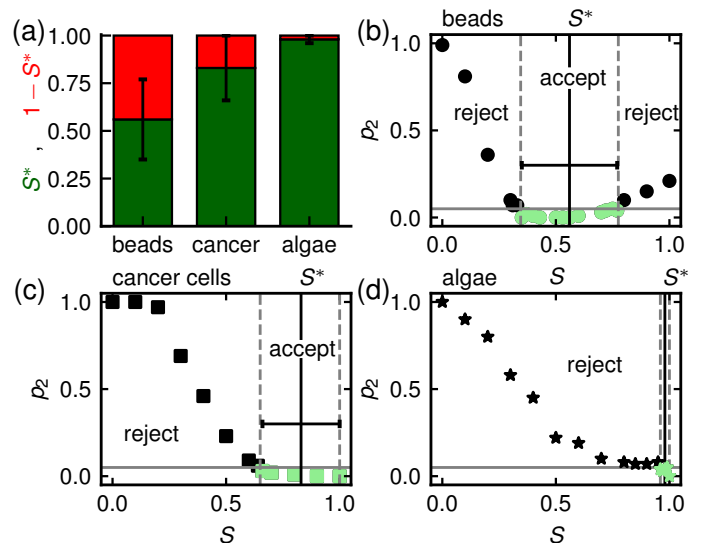 (a)
1.00
0.75
0.50
0.25
0.00
S* , 1 − S*
beads
cancer
algae
(b)
beads
S*
1.0
0.5
0.0
p₂
accept
reject
reject
0.0
0.5
1.0
S
(c)
cancer cells
S*
1.0
0.5
0.0
p₂
accept
reject
0.0
0.5
1.0
S
(d)
algae
S*
1.0
0.5
0.0
p₂
reject
0.0
0.5
1.0
S